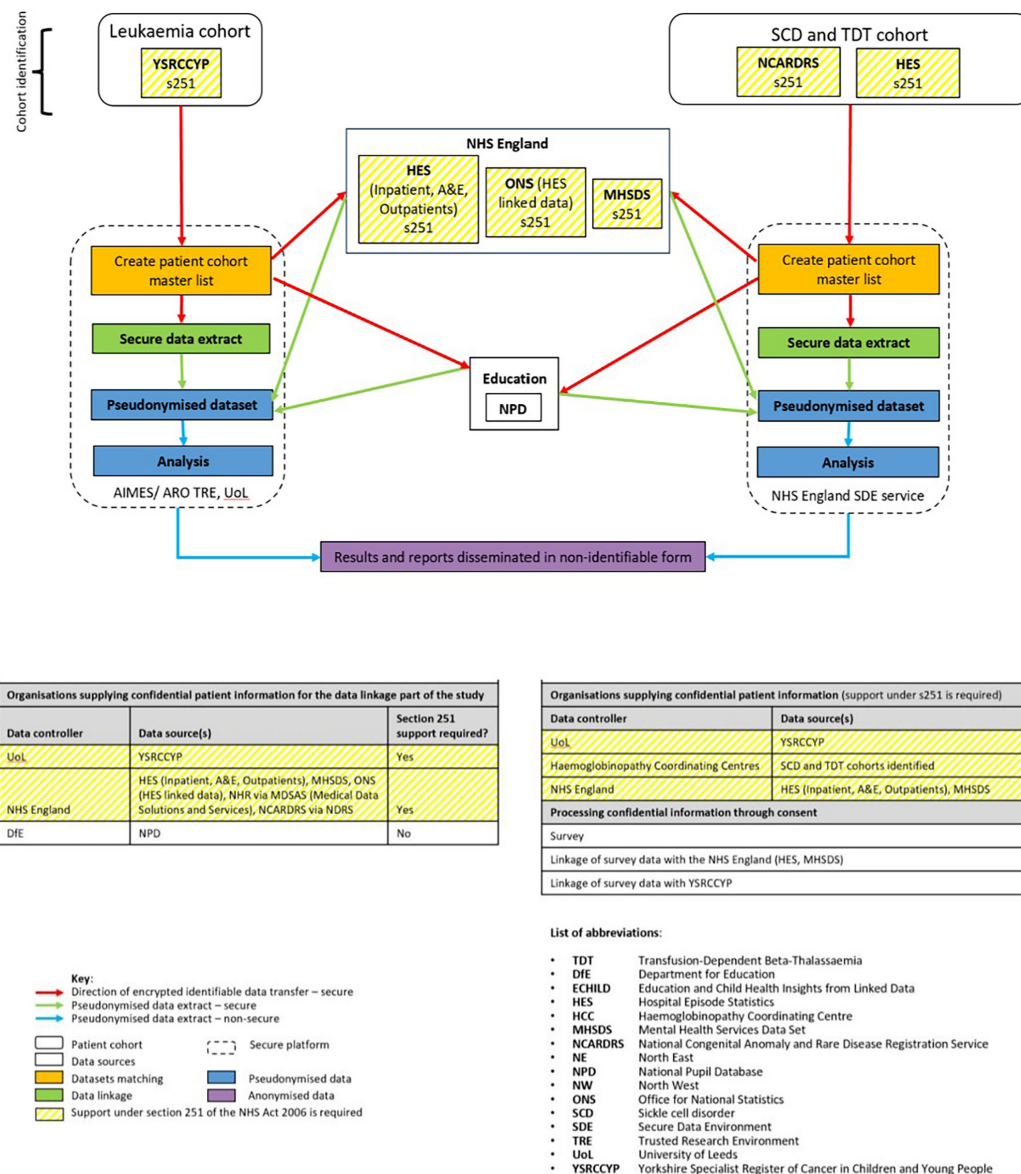 Cohort identification
Leukaemia cohort
YSRCCYP
s251
SCD and TDT cohort
NCARDRS
s251
HES
s251
NHS England
HES
(Inpatient, A&E,
Outpatients)
s251
ONS (HES
linked data)
s251
MHSDS
s251
Create patient cohort
master list
Secure data extract
Pseudonymised dataset
Analysis
AIMES/ ARO TRE, UoL
Education
NPD
Create patient cohort
master list
Secure data extract
Pseudonymised dataset
Analysis
NHS England SDE service
Results and reports disseminated in non-identifiable form
Organisations supplying confidential patient information for the data linkage part of the study
Data controller
Data source(s)
Section 251
support required?
UoL
YSRCCYP
Yes
NHS England
HES (Inpatient, A&E, Outpatients), MHSDS, ONS
(HES linked data), NHR via MDSAS (Medical Data
Solutions and Services), NCARDRS via NDRS
Yes
DfE
NPD
No
Organisations supplying confidential patient information (support under s251 is required)
Data controller
Data source(s)
UoL
YSRCCYP
Haemoglobinopathy Coordinating Centres
SCD and TDT cohorts identified
NHS England
HES (Inpatient, A&E, Outpatients), MHSDS
Processing confidential information through consent
Survey
Linkage of survey data with the NHS England (HES, MHSDS)
Linkage of survey data with YSRCCYP
Key:
Direction of encrypted identifiable data transfer – secure
Pseudonymised data extract – secure
Pseudonymised data extract – non-secure
Patient cohort
Secure platform
Data sources
Datasets matching
Pseudonymised data
Data linkage
Anonymised data
Support under section 251 of the NHS Act 2006 is required
List of abbreviations:
• TDT Transfusion-Dependent Beta-Thalassaemia
• DfE Department for Education
• ECHILD Education and Child Health Insights from Linked Data
• HES Hospital Episode Statistics
• HCC Haemoglobinopathy Coordinating Centre
• MHSDS Mental Health Services Data Set
• NCARDRS National Congenital Anomaly and Rare Disease Registration Service
• NE North East
• NPD National Pupil Database
• NW North West
• ONS Office for National Statistics
• SCD Sickle cell disorder
• SDE Secure Data Environment
• TRE Trusted Research Environment
• UoL University of Leeds
• YSRCCYP Yorkshire Specialist Register of Cancer in Children and Young People